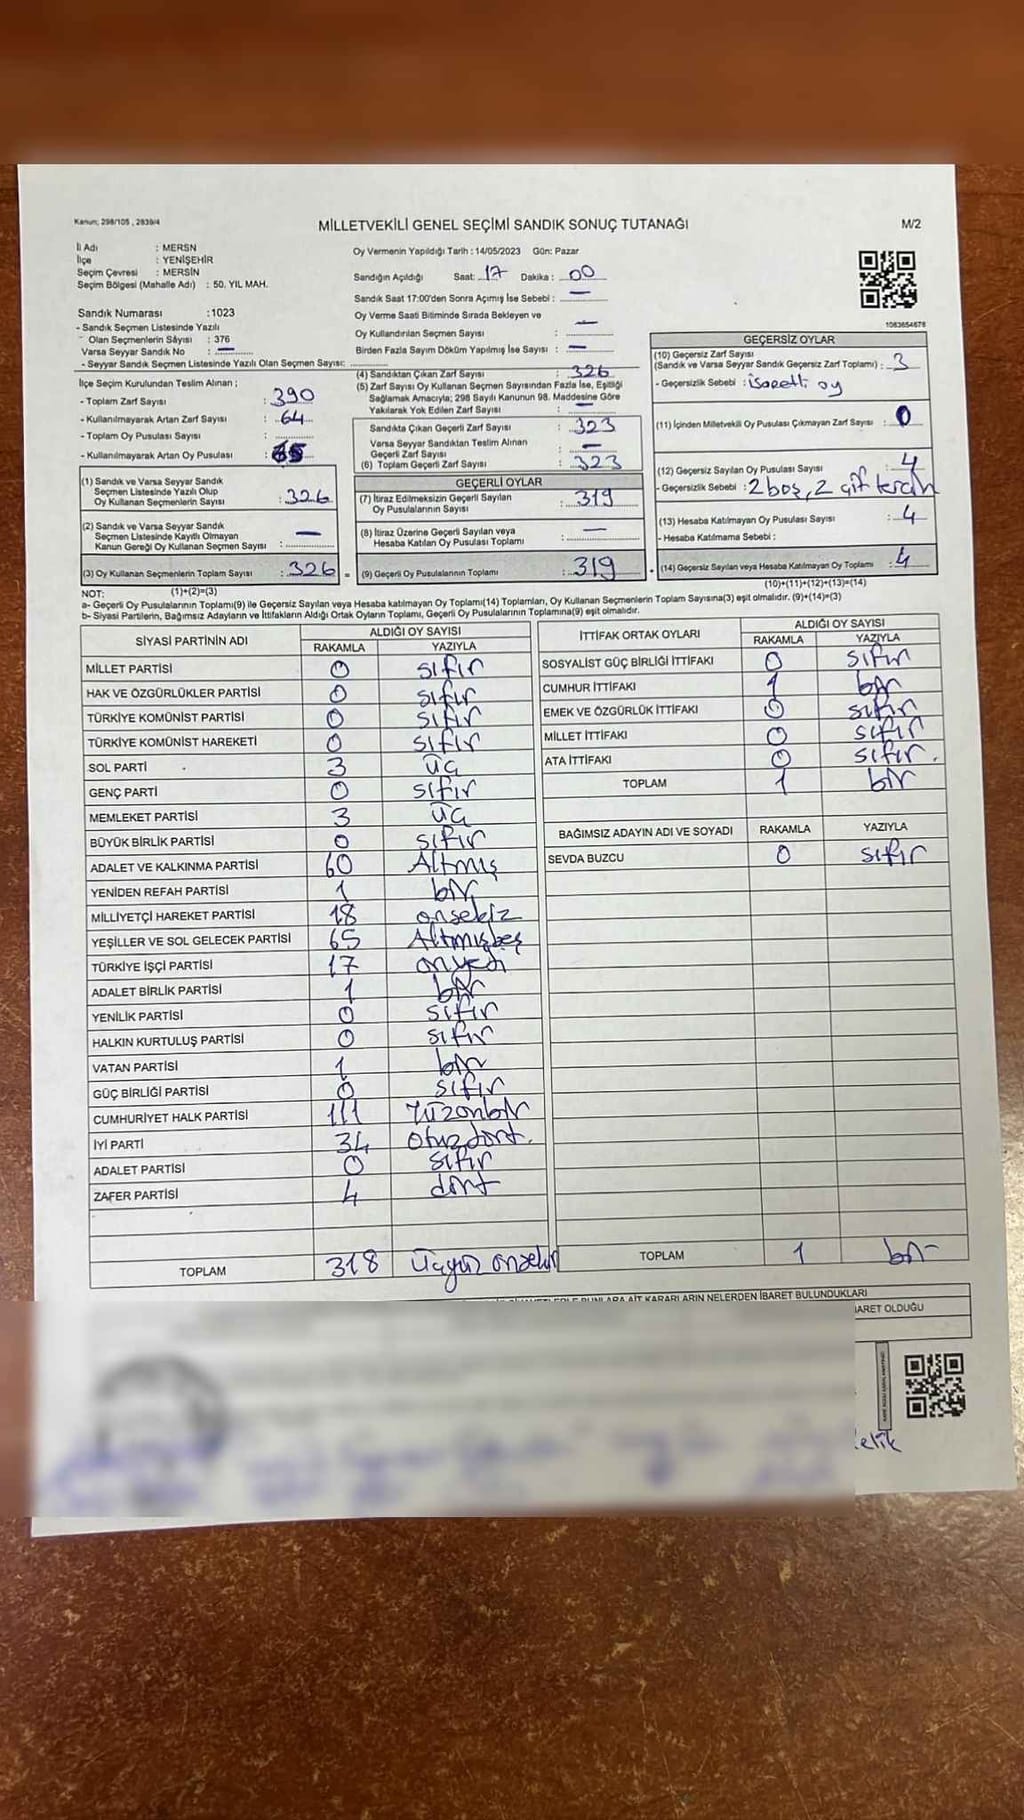 Kanun; 298/105 , 2839/4
MİLLETVEKİLİ GENEL SEÇİMİ SANDIK SONUÇ TUTANAĞI
M/2
İl Adı : MERSN
İlçe : YENİŞEHİR
Seçim Çevresi : MERSİN
Seçim Bölgesi (Mahalle Adı) : 50. YIL MAH.
Sandık Numarası :1023
- Sandık Seçmen Listesinde Yazılı
Olan Seçmenlerin Sayısı : 376
Varsa Seyyar Sandık No : —
- Seyyar Sandık Seçmen Listesinde Yazılı Olan Seçmen Sayısı:
İlçe Seçim Kurulundan Teslim Alınan ;
- Toplam Zarf Sayısı : 390
- Kullanılmayarak Artan Zarf Sayısı : 64
- Toplam Oy Pusulası Sayısı :
- Kullanılmayarak Artan Oy Pusulası :
Oy Vermenin Yapıldığı Tarih : 14/05/2023 Gün: Pazar
Sandığın Açıldığı Saat: 17 Dakika : 00
Sandık Saat 17:00'den Sonra Açımış İse Sebebi : —
Oy Verme Saati Bitiminde Sırada Bekleyen ve
Oy Kullandırılan Seçmen Sayısı : —
Birden Fazla Sayım Döküm Yapılmış İse Sayısı : —
(4) Sandıktan Çıkan Zarf Sayısı : 326
(5) Zarf Sayısı Oy Kullanan Seçmen Sayısından Fazla İse, Eşitliği
Sağlamak Amacıyla; 298 Sayılı Kanunun 98. Maddesine Göre
Yakılarak Yok Edilen Zarf Sayısı : —
Sandıkta Çıkan Geçerli Zarf Sayısı : 323
Varsa Seyyar Sandıktan Teslim Alınan
Geçerli Zarf Sayısı : —
(6) Toplam Geçerli Zarf Sayısı : 323
1083654678
GEÇERSİZ OYLAR
(10) Geçersiz Zarf Sayısı
(Sandık ve Varsa Seyyar Sandık Geçersiz Zarf Toplamı) : 3
- Geçersizlik Sebebi : işaretli oy
(11) İçinden Milletvekili Oy Pusulası Çıkmayan Zarf Sayısı : 0
(12) Geçersiz Sayılan Oy Pusulası Sayısı : 4
- Geçersizlik Sebebi : 2 boş, 2 çift tercih
(13) Hesaba Katılmayan Oy Pusulası Sayısı : 4
- Hesaba Katılmama Sebebi :
(14) Geçersiz Sayılan veya Hesaba Katılmayan Oy Toplamı : 4
(10)+(11)+(12)+(13)=(14)
(1) Sandık ve Varsa Seyyar Sandık
Seçmen Listesinde Yazılı Olup
Oy Kullanan Seçmenlerin Sayısı : 326
(2) Sandık ve Varsa Seyyar Sandık
Seçmen Listesinde Kayıtlı Olmayan
Kanun Gereği Oy Kullanan Seçmen Sayısı : —
(3) Oy Kullanan Seçmenlerin Toplam Sayısı : 326 =
(1)+(2)=(3)
GEÇERLİ OYLAR
(7) İtiraz Edilmeksizin Geçerli Sayılan
Oy Pusulalarının Sayısı : 319
(8) İtiraz Üzerine Geçerli Sayılan veya
Hesaba Katılan Oy Pusulası Toplamı : —
(9) Geçerli Oy Pusulalarının Toplamı : 319
NOT:
a- Geçerli Oy Pusulalarının Toplamı(9) ile Geçersiz Sayılan veya Hesaba katılmayan Oy Toplamı(14) Toplamları, Oy Kullanan Seçmenlerin Toplam Sayısına(3) eşit olmalıdır. (9)+(14)=(3)
b- Siyasi Partilerin, Bağımsız Adayların ve İttifakların Aldığı Ortak Oyların Toplamı, Geçerli Oy Pusulalarının Toplamına(9) eşit olmalıdır.
SİYASİ PARTİNİN ADI ALDIĞI OY SAYISI
RAKAMLA YAZIYLA
MİLLET PARTİSİ 0 sıfır
HAK VE ÖZGÜRLÜKLER PARTİSİ 0 sıfır
TÜRKİYE KOMÜNİST PARTİSİ 0 sıfır
TÜRKİYE KOMÜNİST HAREKETİ 0 sıfır
SOL PARTİ 3 üç
GENÇ PARTİ 0 sıfır
MEMLEKET PARTİSİ 3 üç
BÜYÜK BİRLİK PARTİSİ 0 sıfır
ADALET VE KALKINMA PARTİSİ 60 Altmış
YENİDEN REFAH PARTİSİ 1 bir
MİLLİYETÇİ HAREKET PARTİSİ 18 onsekiz
YEŞİLLER VE SOL GELECEK PARTİSİ 65 Altmışbeş
TÜRKİYE İŞÇİ PARTİSİ 17 onyedi
ADALET BİRLİK PARTİSİ 1 bir
YENİLİK PARTİSİ 0 sıfır
HALKIN KURTULUŞ PARTİSİ 0 sıfır
VATAN PARTİSİ 1 bir
GÜÇ BİRLİĞİ PARTİSİ 0 sıfır
CUMHURİYET HALK PARTİSİ 111 Yüzonbir
İYİ PARTİ 34 otuzdört.
ADALET PARTİSİ 0 sıfır
ZAFER PARTİSİ 4 dört
TOPLAM 318 üçyüz onsekiz
İTTİFAK ORTAK OYLARI ALDIĞI OY SAYISI
RAKAMLA YAZIYLA
SOSYALİST GÜÇ BİRLİĞİ İTTİFAKI 0 sıfır
CUMHUR İTTİFAKI 1 bir
EMEK VE ÖZGÜRLÜK İTTİFAKI 0 sıfır
MİLLET İTTİFAKI 0 sıfır
ATA İTTİFAKI 0 sıfır.
TOPLAM 1 bir
BAĞIMSIZ ADAYIN ADI VE SOYADI RAKAMLA YAZIYLA
SEVDA BUZCU 0 sıfır
TOPLAM 1 bir
BUNLARA AİT KARARLARIN NELERDEN İBARET BULUNDUKLARI
İBARET OLDUĞU
elik